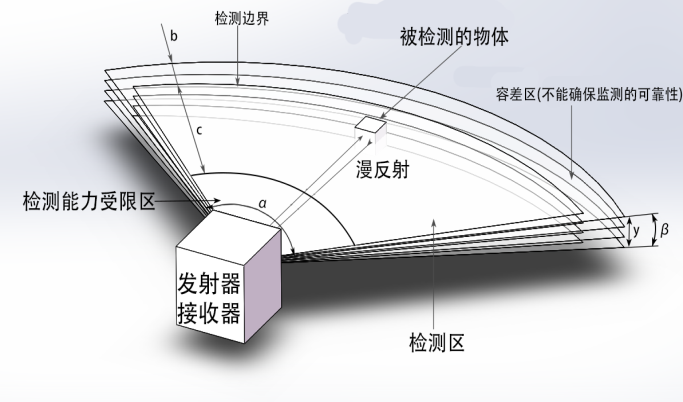 检测边界
b
被检测的物体
容差区(不能确保监测的可靠性)
c
漫反射
检测能力受限区
α
y
β
发射器
接收器
检测区